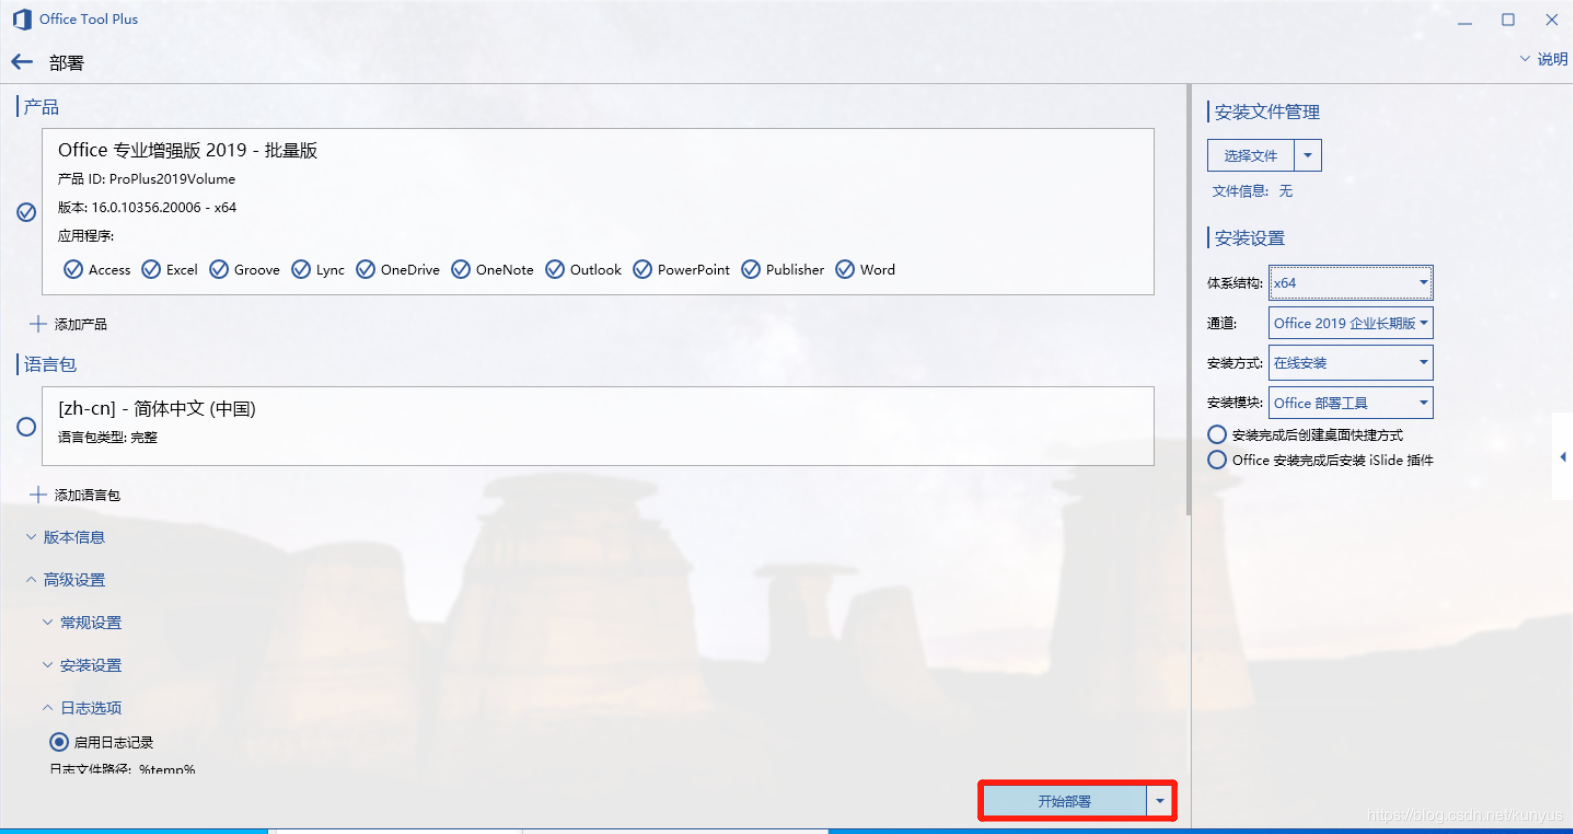 Office Tool Plus
部署
说明
产品
Office 专业增强版 2019 - 批量版
产品 ID: ProPlus2019Volume
版本: 16.0.10356.20006 - x64
应用程序:
Access Excel Groove Lync OneDrive OneNote Outlook PowerPoint Publisher Word
添加产品
语言包
[zh-cn] - 简体中文 (中国)
语言包类型: 完整
添加语言包
版本信息
高级设置
常规设置
安装设置
日志选项
启用日志记录
日志文件路径: %temp%
开始部署
安装文件管理
选择文件
文件信息: 无
安装设置
体系结构: x64
通道: Office 2019 企业长期版
安装方式: 在线安装
安装模块: Office 部署工具
安装完成后创建桌面快捷方式
Office 安装完成后安装 iSlide 插件
https://blog.csdn.net/kunyus